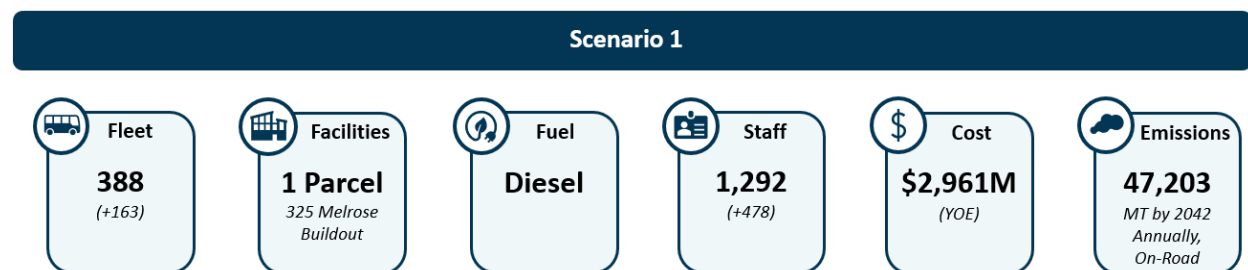 Scenario 1
Fleet
388
(+163)
Facilities
1 Parcel
325 Melrose
Buildout
Fuel
Diesel
Staff
1,292
(+478)
$
Cost
$2,961M
(YOE)
Emissions
47,203
MT by 2042
Annually,
On-Road